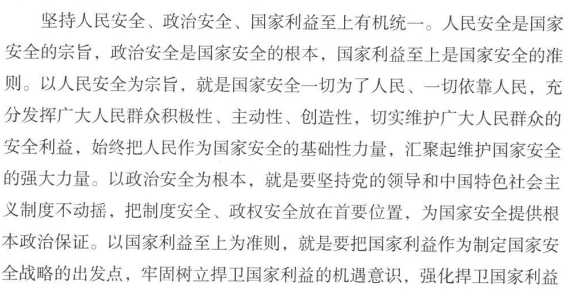 坚持人民安全、政治安全、国家利益至上有机统一。人民安全是国家
安全的宗旨，政治安全是国家安全的根本，国家利益至上是国家安全的准
则。以人民安全为宗旨，就是国家安全一切为了人民、一切依靠人民，充
分发挥广大人民群众积极性、主动性、创造性，切实维护广大人民群众的
安全利益，始终把人民作为国家安全的基础性力量，汇聚起维护国家安全
的强大力量。以政治安全为根本，就是要坚持党的领导和中国特色社会主
义制度不动摇，把制度安全、政权安全放在首要位置，为国家安全提供根
本政治保证。以国家利益至上为准则，就是要把国家利益作为制定国家安
全战略的出发点，牢固树立捍卫国家利益的机遇意识，强化捍卫国家利益